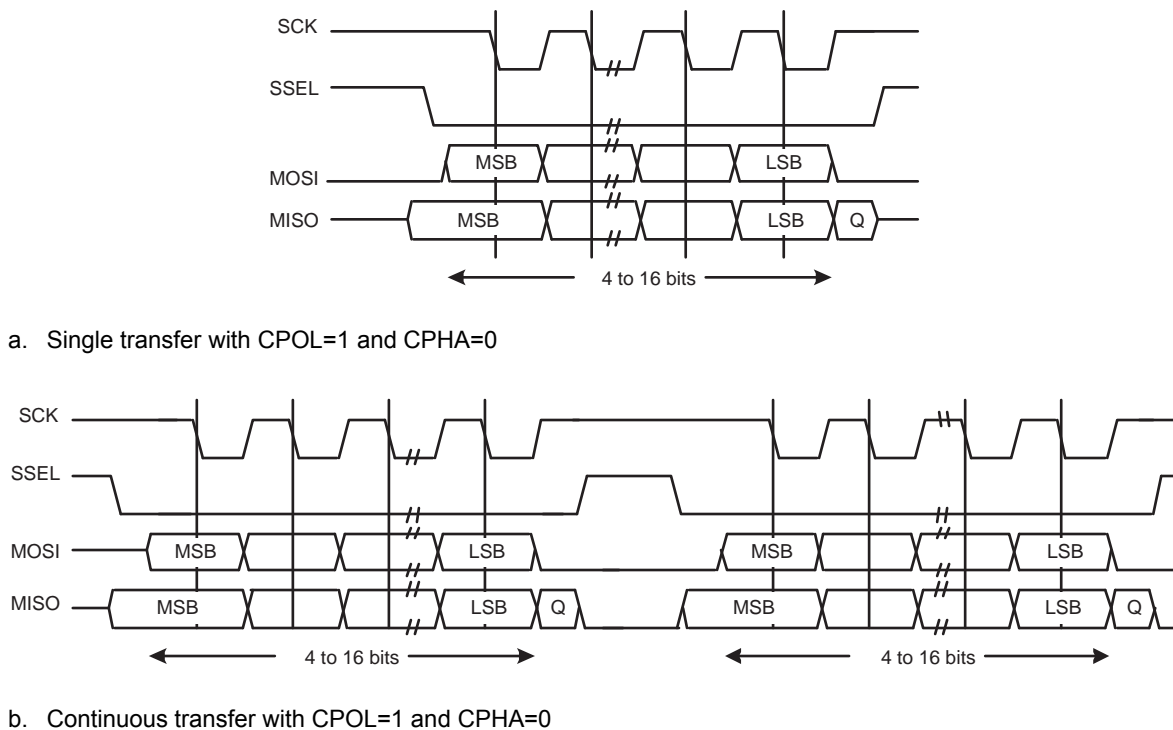 SCK
SSEL
MOSI MSB LSB
MISO MSB LSB Q
4 to 16 bits
a. Single transfer with CPOL=1 and CPHA=0
SCK
SSEL
MOSI MSB LSB MSB LSB
MISO MSB LSB Q MSB LSB Q
4 to 16 bits 4 to 16 bits
b. Continuous transfer with CPOL=1 and CPHA=0